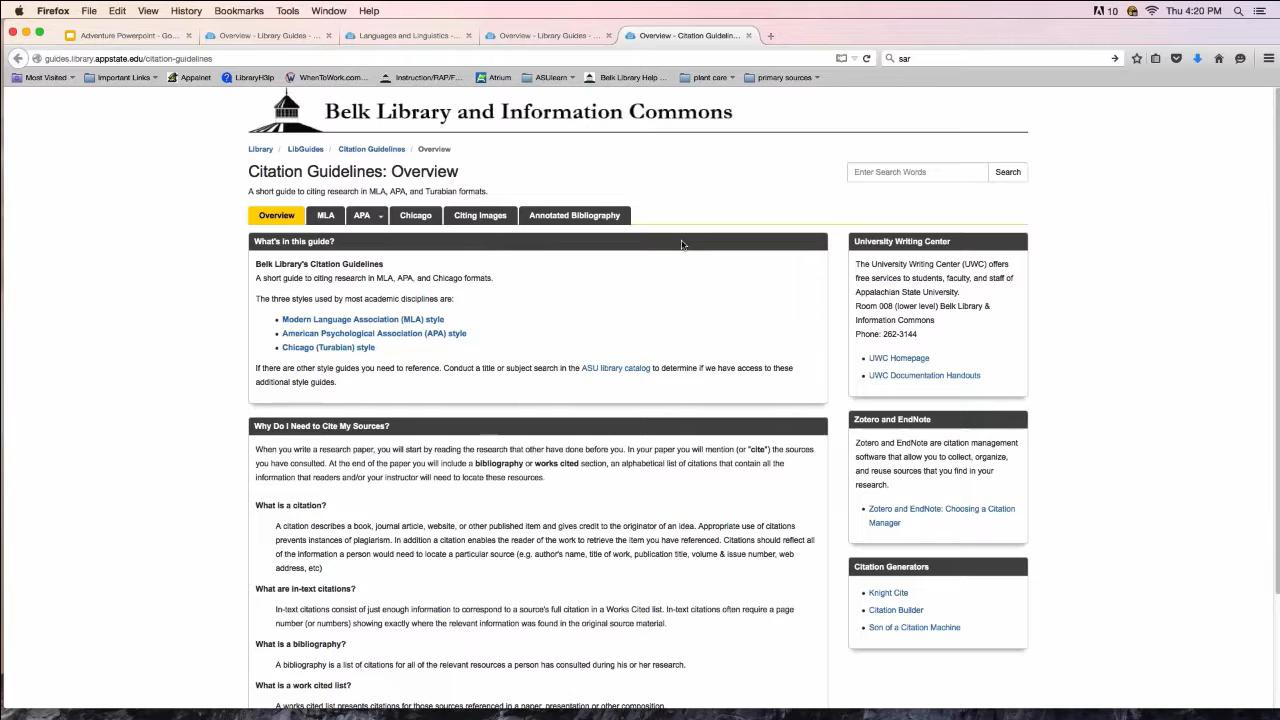 Firefox File Edit View History Bookmarks Tools Window Help
10 Thu 4:20 PM
Adventure Powerpoint - Go... × Overview - Library Guides - ... × Languages and Linguistics -... × Overview - Library Guides - ... × Overview - Citation Guidelin... × +
guides.library.appstate.edu/citation-guidelines
sar
Most Visited Important Links Appalnet LibraryH3lp WhenToWork.com... Instruction/RAP/F... Atrium ASULearn Belk Library Help ... plant care primary sources
Belk Library and Information Commons
Library / LibGuides / Citation Guidelines / Overview
Citation Guidelines: Overview
Enter Search Words Search
A short guide to citing research in MLA, APA, and Turabian formats.
Overview MLA APA Chicago Citing Images Annotated Bibliography
What's in this guide?
Belk Library's Citation Guidelines
A short guide to citing research in MLA, APA, and Chicago formats.
The three styles used by most academic disciplines are:
• Modern Language Association (MLA) style
• American Psychological Association (APA) style
• Chicago (Turabian) style
If there are other style guides you need to reference. Conduct a title or subject search in the ASU library catalog to determine if we have access to these
additional style guides.
Why Do I Need to Cite My Sources?
When you write a research paper, you will start by reading the research that other have done before you. In your paper you will mention (or "cite") the sources
you have consulted. At the end of the paper you will include a bibliography or works cited section, an alphabetical list of citations that contain all the
information that readers and/or your instructor will need to locate these resources.
What is a citation?
A citation describes a book, journal article, website, or other published item and gives credit to the originator of an idea. Appropriate use of citations
prevents instances of plagiarism. In addition a citation enables the reader of the work to retrieve the item you have referenced. Citations should reflect all
of the information a person would need to locate a particular source (e.g. author's name, title of work, publication title, volume & issue number, web
address, etc)
What are in-text citations?
In-text citations consist of just enough information to correspond to a source's full citation in a Works Cited list. In-text citations often require a page
number (or numbers) showing exactly where the relevant information was found in the original source material.
What is a bibliography?
A bibliography is a list of citations for all of the relevant resources a person has consulted during his or her research.
What is a work cited list?
A works cited list presents citations for those sources referenced in a paper, presentation or other composition.
University Writing Center
The University Writing Center (UWC) offers
free services to students, faculty, and staff of
Appalachian State University.
Room 008 (lower level) Belk Library &
Information Commons
Phone: 262-3144
• UWC Homepage
• UWC Documentation Handouts
Zotero and EndNote
Zotero and EndNote are citation management
software that allow you to collect, organize,
and reuse sources that you find in your
research.
• Zotero and EndNote: Choosing a Citation
Manager
Citation Generators
• Knight Cite
• Citation Builder
• Son of a Citation Machine